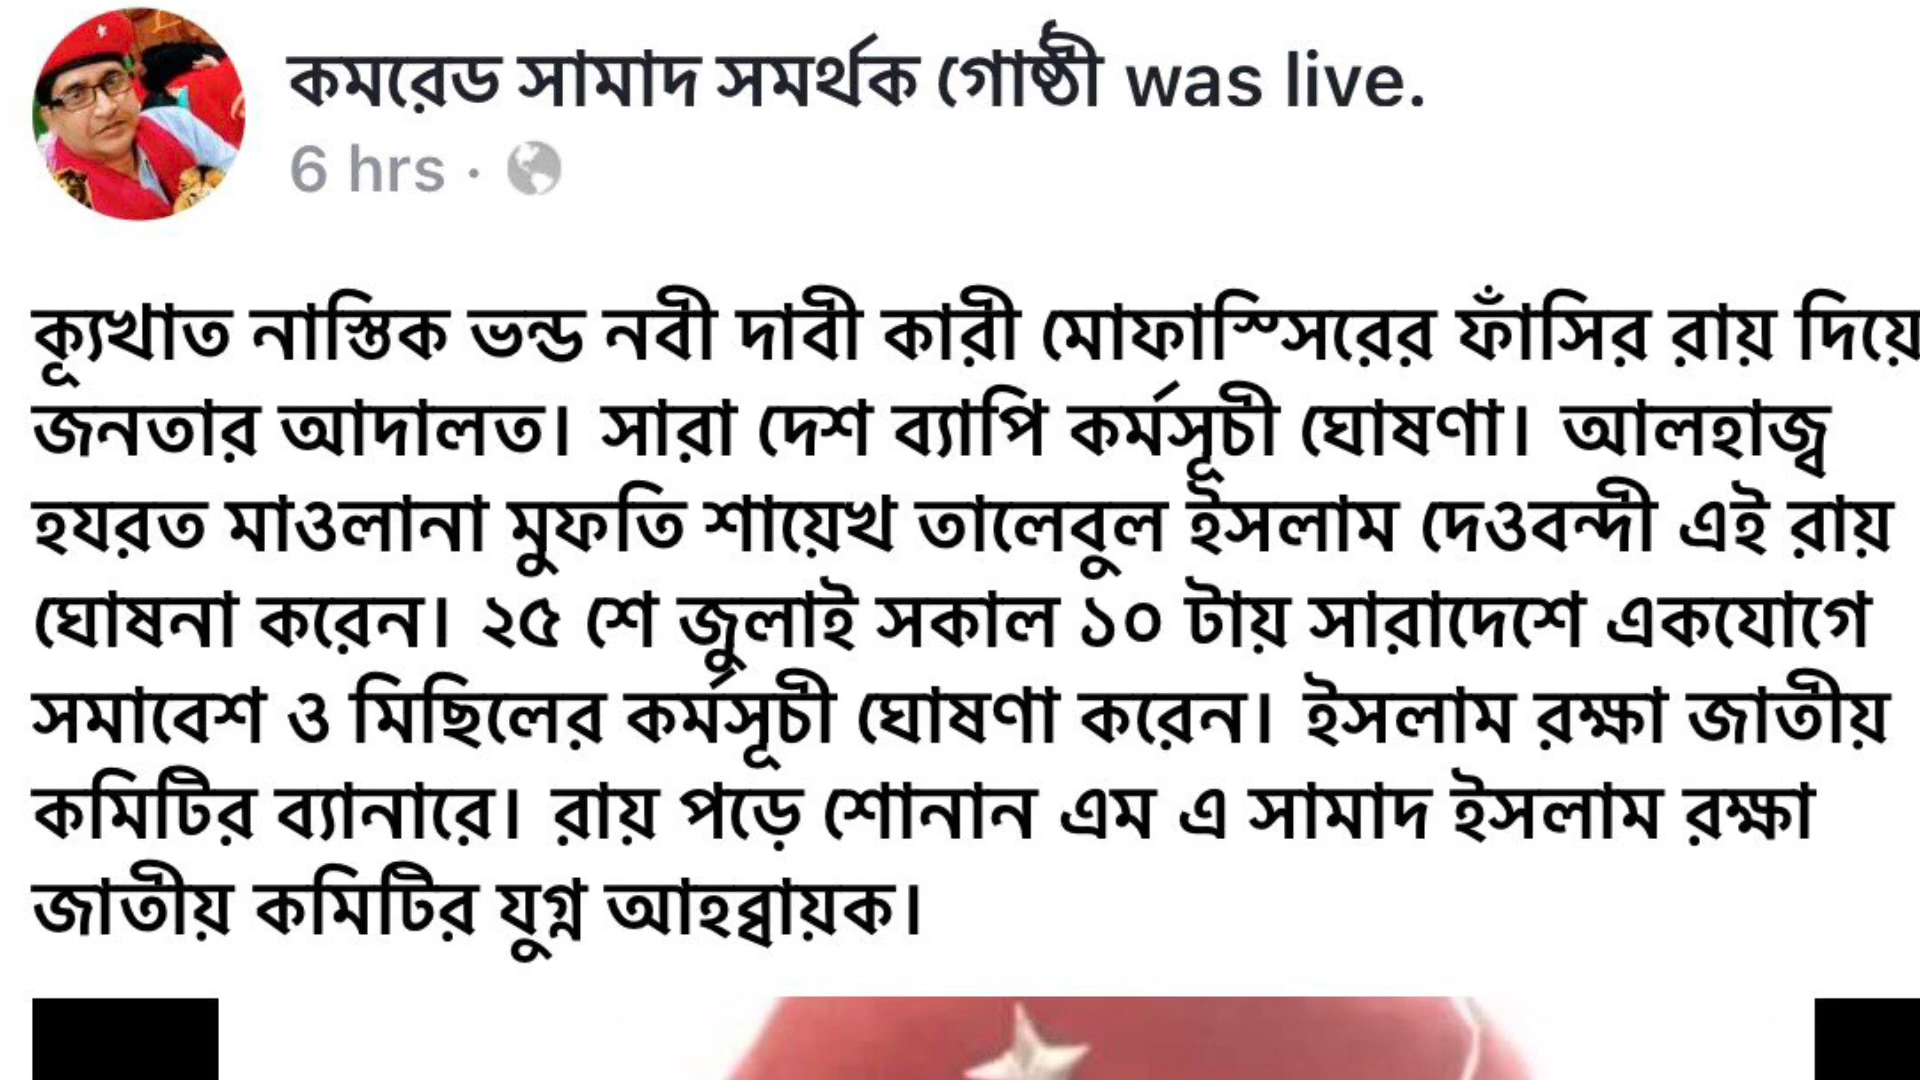 কমরেড সামাদ সমর্থক গোষ্ঠী was live.
6 hrs ·
ক্যূখাত নাস্তিক ভন্ড নবী দাবী কারী মোফাস্সিরের ফাঁসির রায় দিয়ে
জনতার আদালত। সারা দেশ ব্যাপি কর্মসূচী ঘোষণা। আলহাজ্ব
হযরত মাওলানা মুফতি শায়েখ তালেবুল ইসলাম দেওবন্দী এই রায়
ঘোষনা করেন। ২৫ শে জুলাই সকাল ১০ টায় সারাদেশে একযোগে
সমাবেশ ও মিছিলের কর্মসূচী ঘোষণা করেন। ইসলাম রক্ষা জাতীয়
কমিটির ব্যানারে। রায় পড়ে শোনান এম এ সামাদ ইসলাম রক্ষা
জাতীয় কমিটির যুগ্ন আহব্বায়ক।